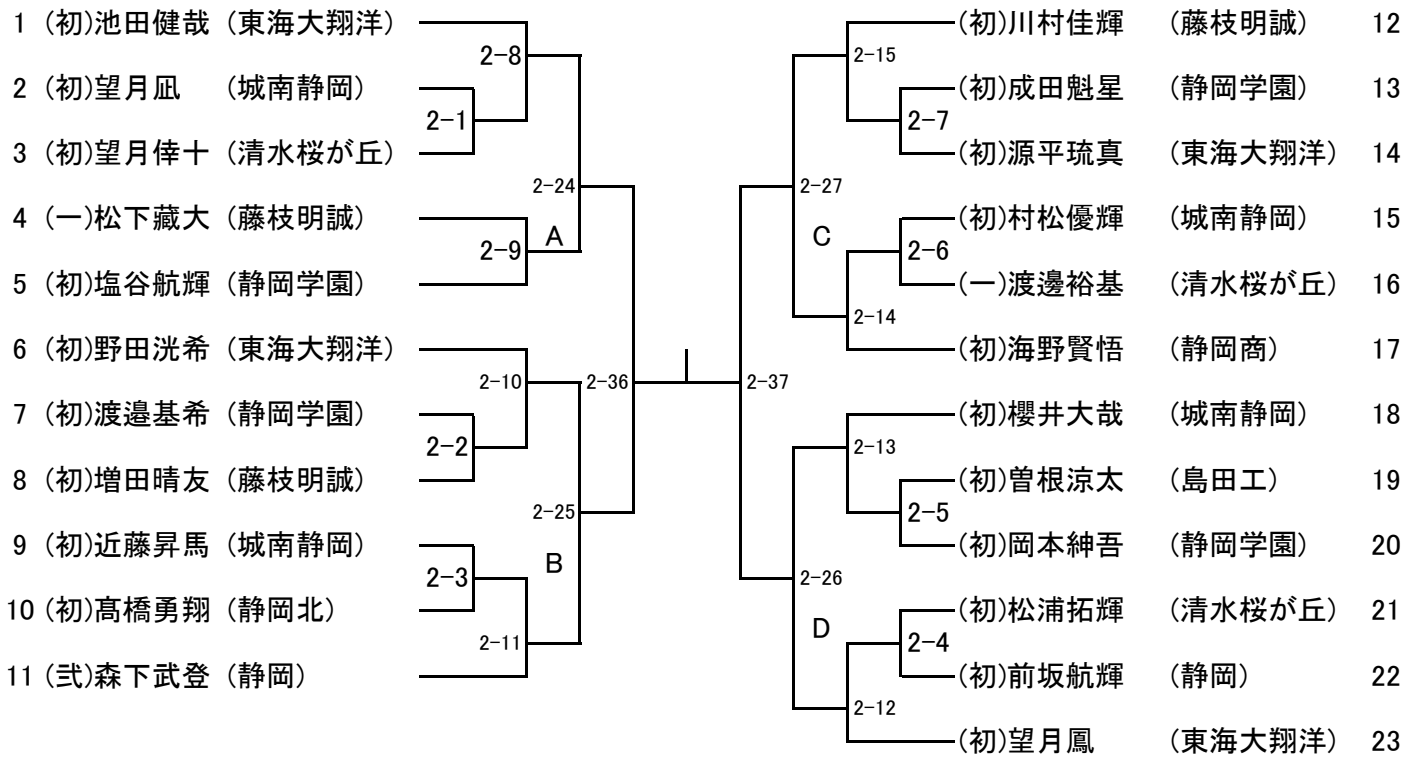 1 (初)池田健哉 (東海大翔洋)
2-8
2 (初)望月凪 (城南静岡)
2-1
3 (初)望月倖十 (清水桜が丘)
2-24
4 (一)松下藏大 (藤枝明誠)
2-9 A
5 (初)塩谷航輝 (静岡学園)
6 (初)野田洸希 (東海大翔洋)
2-10 2-36
7 (初)渡邉基希 (静岡学園)
2-2
8 (初)増田晴友 (藤枝明誠)
2-25
9 (初)近藤昇馬 (城南静岡)
2-3 B
10 (初)髙橋勇翔 (静岡北)
2-11
11 (弐)森下武登 (静岡)
(初)川村佳輝 (藤枝明誠) 12
2-15
(初)成田魁星 (静岡学園) 13
2-7
(初)源平琉真 (東海大翔洋) 14
2-27
(初)村松優輝 (城南静岡) 15
C 2-6
(一)渡邊裕基 (清水桜が丘) 16
2-14
(初)海野賢悟 (静岡商) 17
2-37
(初)櫻井大哉 (城南静岡) 18
2-13
(初)曽根涼太 (島田工) 19
2-5
(初)岡本紳吾 (静岡学園) 20
2-26
(初)松浦拓輝 (清水桜が丘) 21
D 2-4
(初)前坂航輝 (静岡) 22
2-12
(初)望月鳳 (東海大翔洋) 23